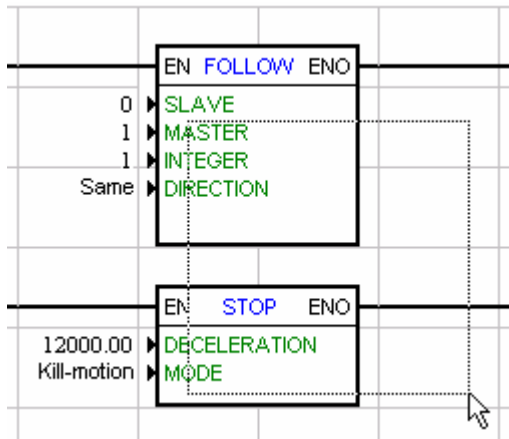 EN FOLLOW ENO
0 SLAVE
1 MASTER
1 INTEGER
Same DIRECTION
EN STOP ENO
12000.00 DECELERATION
Kill-motion MODE